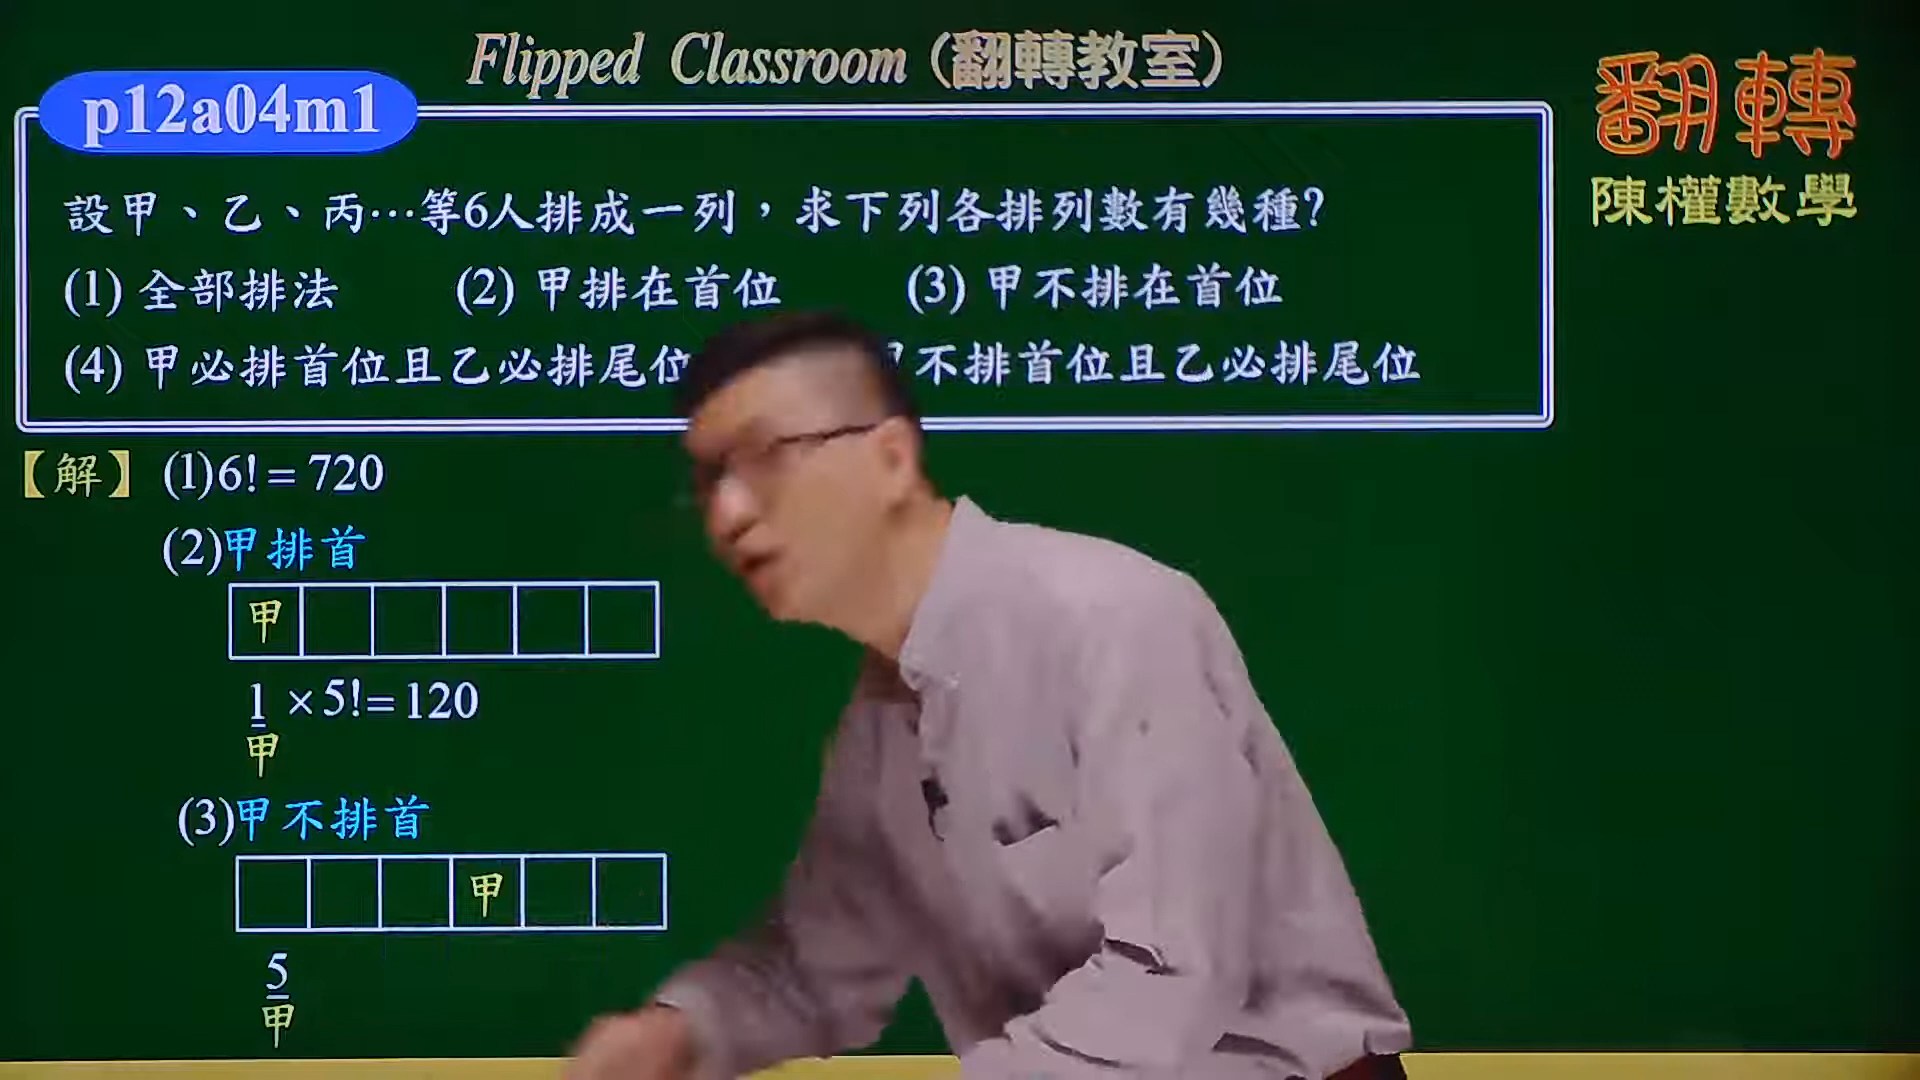 Flipped Classroom (翻轉教室)
翻轉
陳權數學
p12a04m1
設甲、乙、丙…等6人排成一列，求下列各排列數有幾種?
(1) 全部排法 (2) 甲排在首位 (3) 甲不排在首位
(4) 甲必排首位且乙必排尾位 不排首位且乙必排尾位
【解】 (1)6! = 720
(2)甲排首
甲
1 × 5! = 120
甲
(3)甲不排首
甲
5
甲